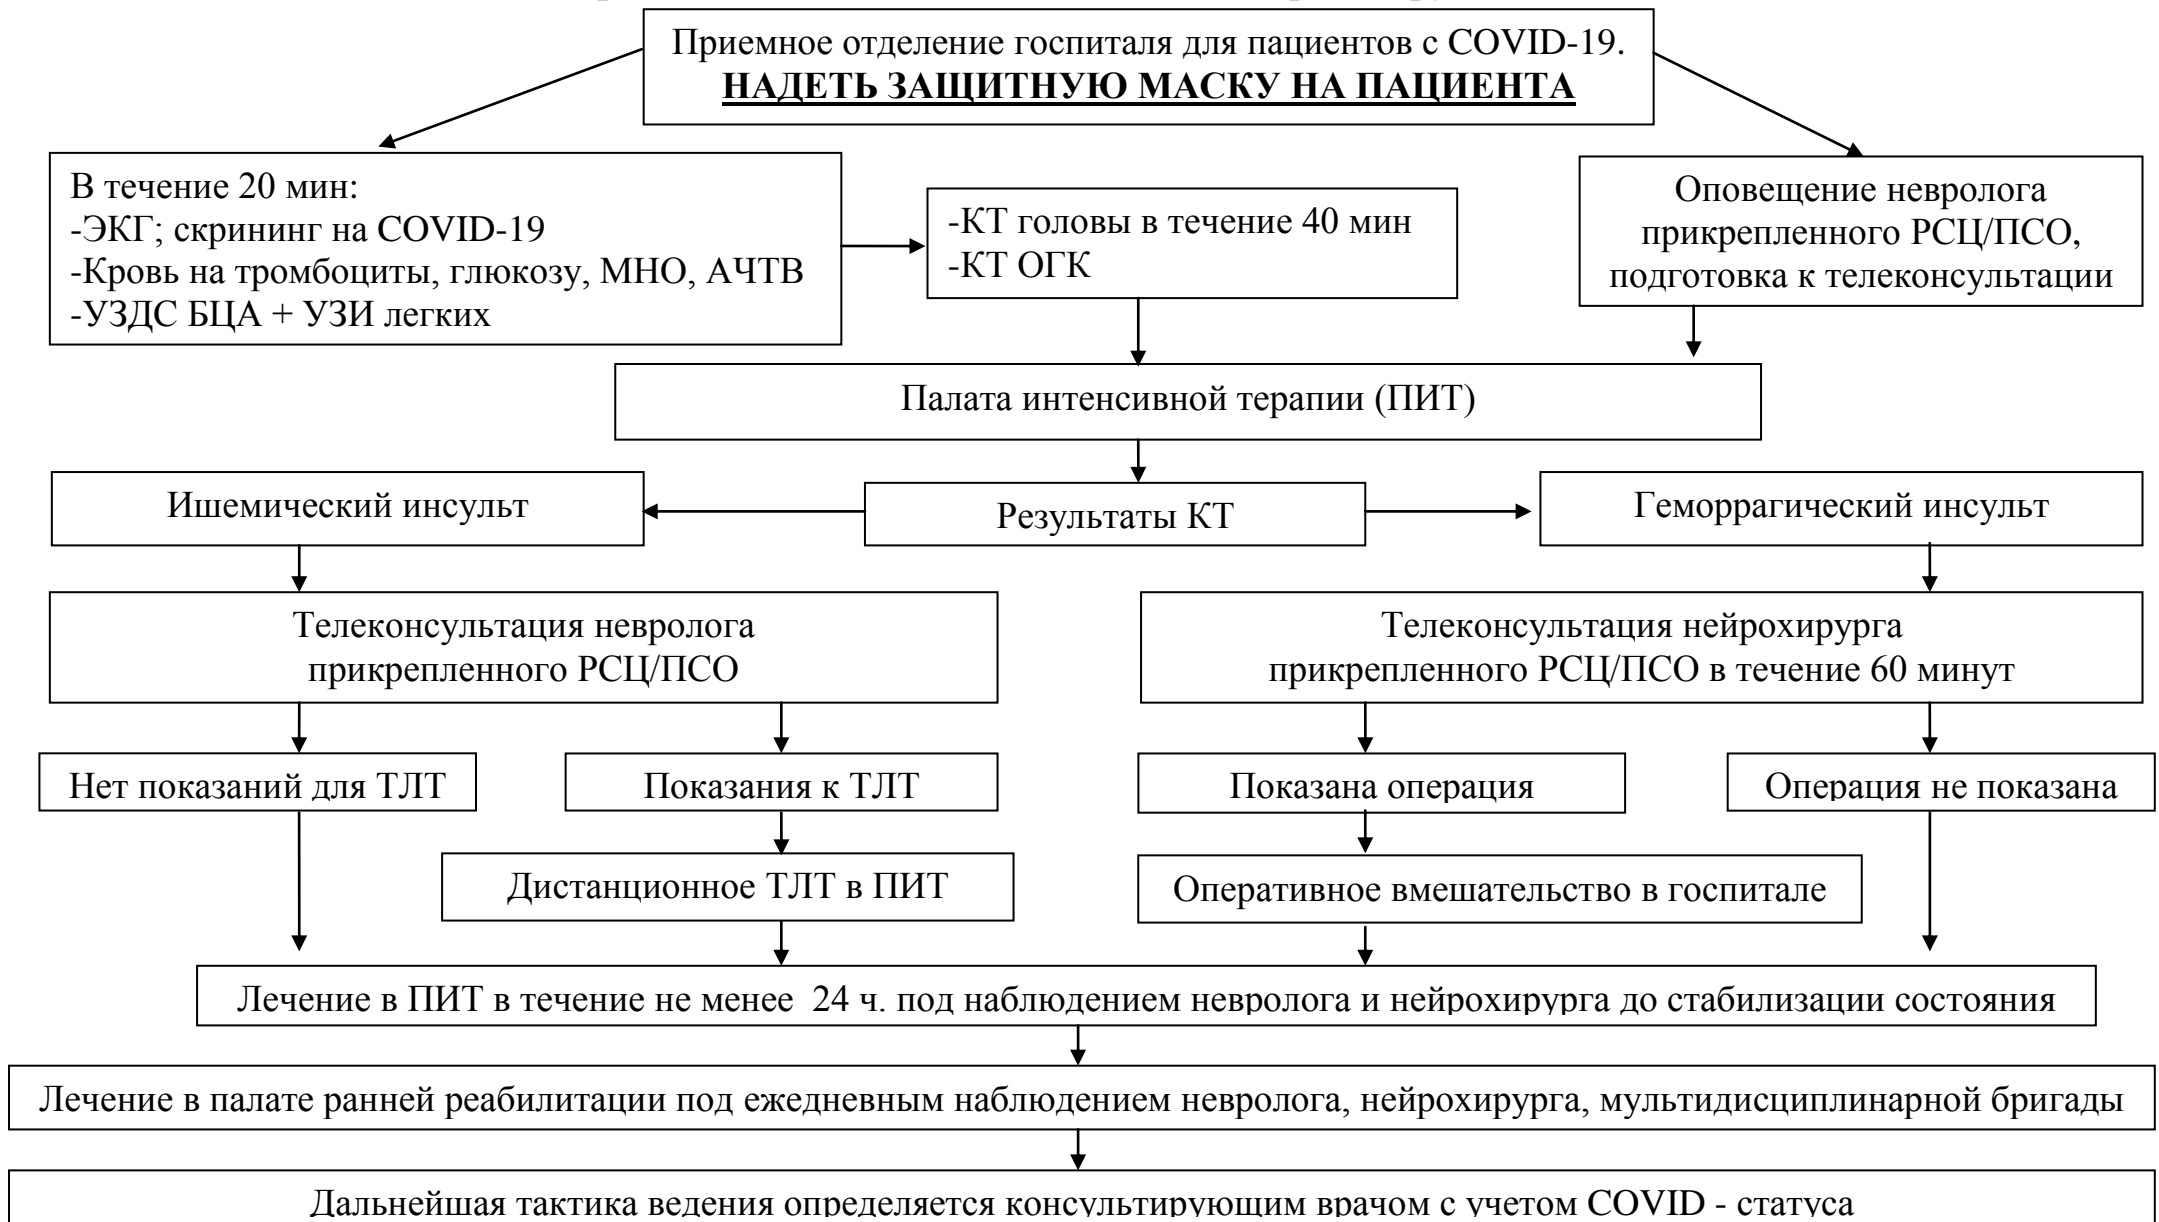 Приемное отделение госпиталя для пациентов с COVID-19.
НАДЕТЬ ЗАЩИТНУЮ МАСКУ НА ПАЦИЕНТА
В течение 20 мин:
-ЭКГ; скрининг на COVID-19
-Кровь на тромбоциты, глюкозу, МНО, АЧТВ
-УЗДС БЦА + УЗИ легких
-КТ головы в течение 40 мин
-КТ ОГК
Оповещение невролога
прикрепленного РСЦ/ПСО,
подготовка к телеконсультации
Палата интенсивной терапии (ПИТ)
Ишемический инсульт
Результаты КТ
Геморрагический инсульт
Телеконсультация невролога
прикрепленного РСЦ/ПСО
Телеконсультация нейрохирурга
прикрепленного РСЦ/ПСО в течение 60 минут
Нет показаний для ТЛТ
Показания к ТЛТ
Показана операция
Операция не показана
Дистанционное ТЛТ в ПИТ
Оперативное вмешательство в госпитале
Лечение в ПИТ в течение не менее 24 ч. под наблюдением невролога и нейрохирурга до стабилизации состояния
Лечение в палате ранней реабилитации под ежедневным наблюдением невролога, нейрохирурга, мультидисциплинарной бригады
Дальнейшая тактика ведения определяется консультирующим врачом с учетом COVID - статуса